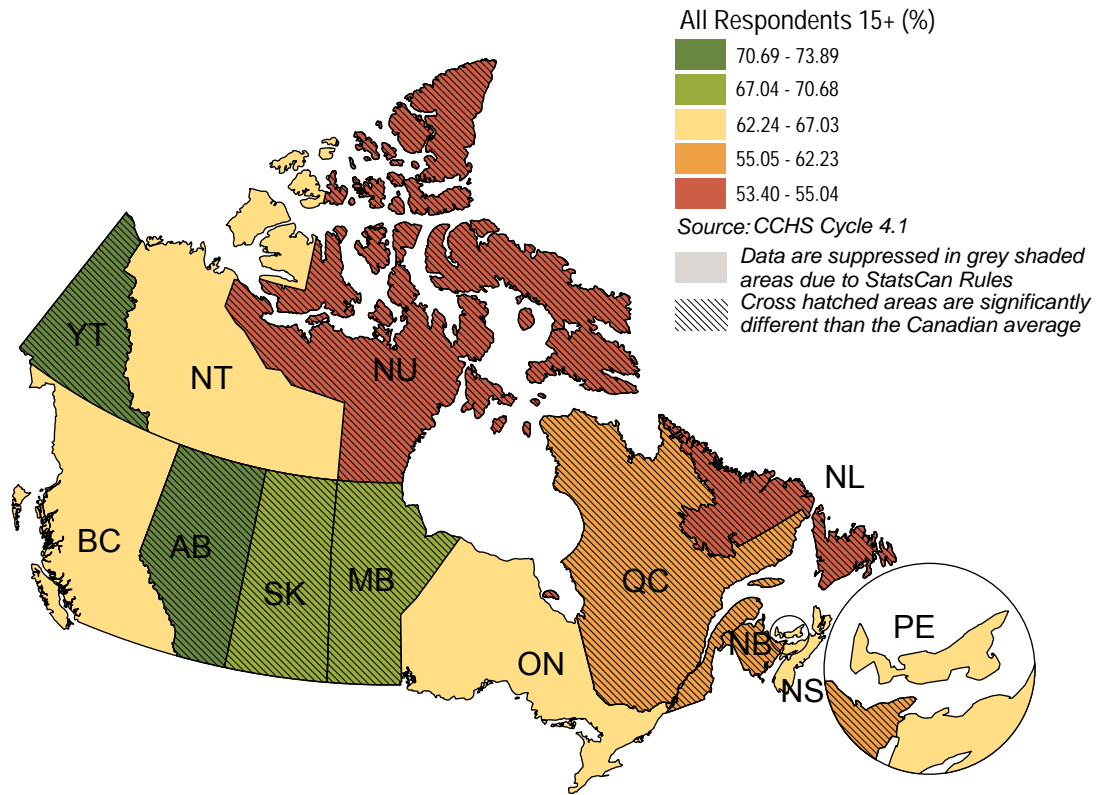 All Respondents 15+ (%)
70.69 - 73.89
67.04 - 70.68
62.24 - 67.03
55.05 - 62.23
53.40 - 55.04
Source: CCHS Cycle 4.1
Data are suppressed in grey shaded
areas due to StatsCan Rules
Cross hatched areas are significantly
different than the Canadian average
YT
NT
NU
NL
BC
AB
SK
MB
QC
ON
NB
NS
PE